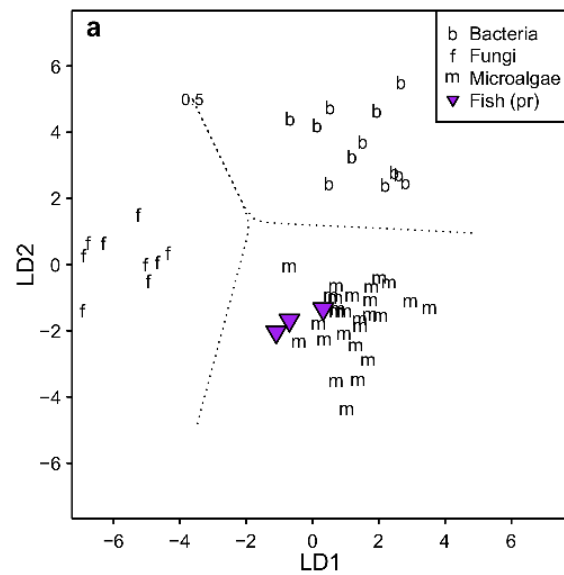 a
b Bacteria
f Fungi
m Microalgae
Fish (pr)
0.5
LD2
6
4
2
0
−2
−4
−6
−6 −4 −2 0 2 4 6
LD1
b b b b b b b b b b b b
f f f f f f f f
m m m m m m m m m m m m m m m m m m m m m m m m m m m